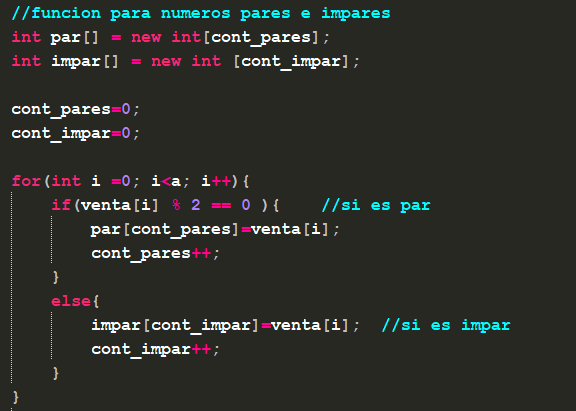 //funcion para numeros pares e impares
int par[] = new int[cont_pares];
int impar[] = new int [cont_impar];
cont_pares=0;
cont_impar=0;
for(int i =0; i<a; i++){
if(venta[i] % 2 == 0 ){    //si es par
par[cont_pares]=venta[i];
cont_pares++;
}
else{
impar[cont_impar]=venta[i];  //si es impar
cont_impar++;
}
}